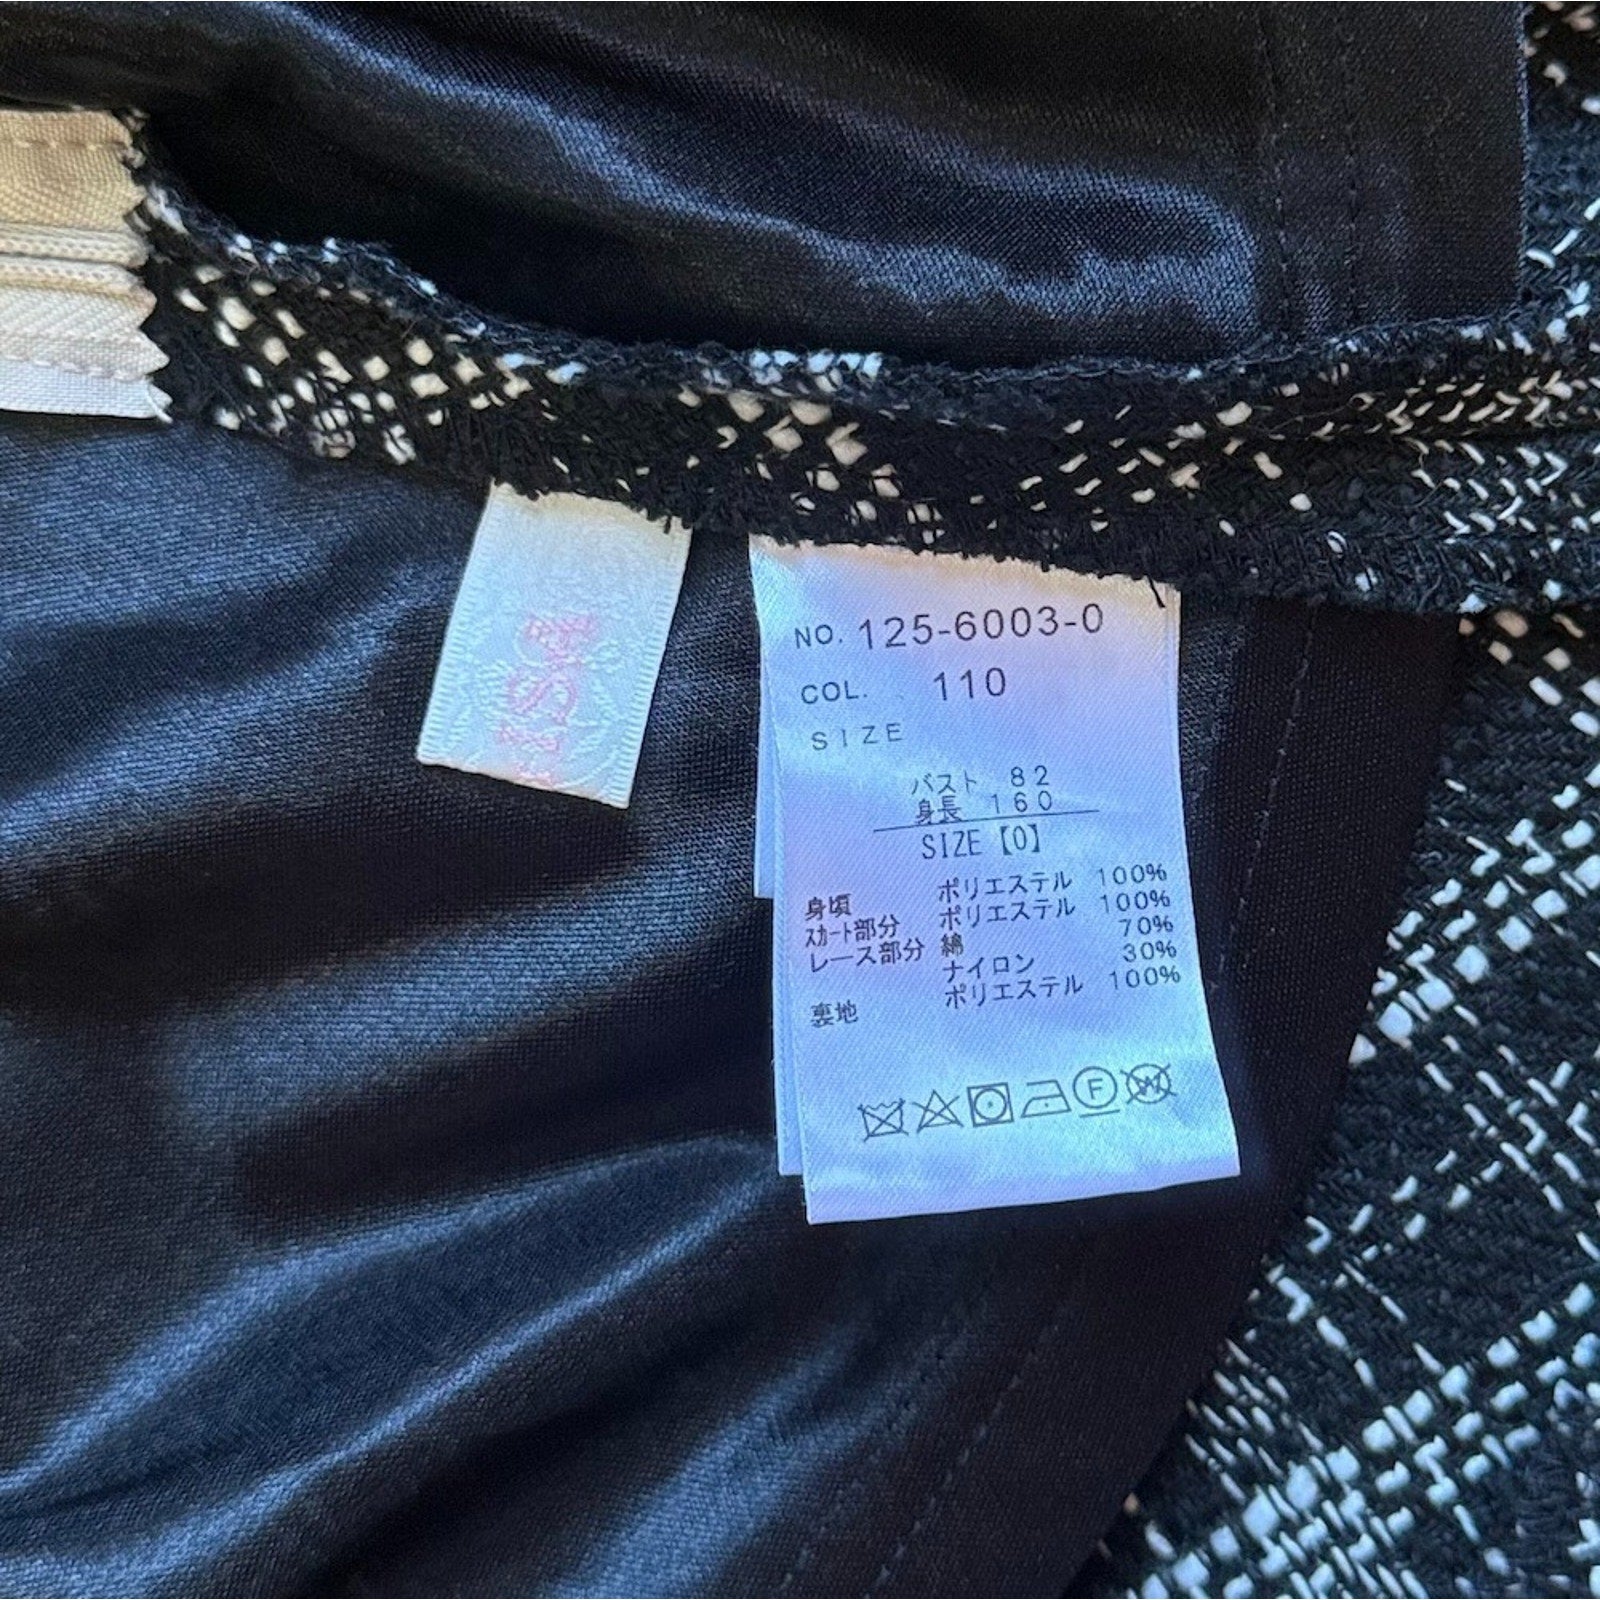 NO. 125-6003-0
COL. 110
SIZE
バスト 82
身長 160
SIZE【0】
身頃 ポリエステル 100%
スカート部分 ポリエステル 100%
レース部分 綿 70%
ナイロン 30%
裏地 ポリエステル 100%
F
W